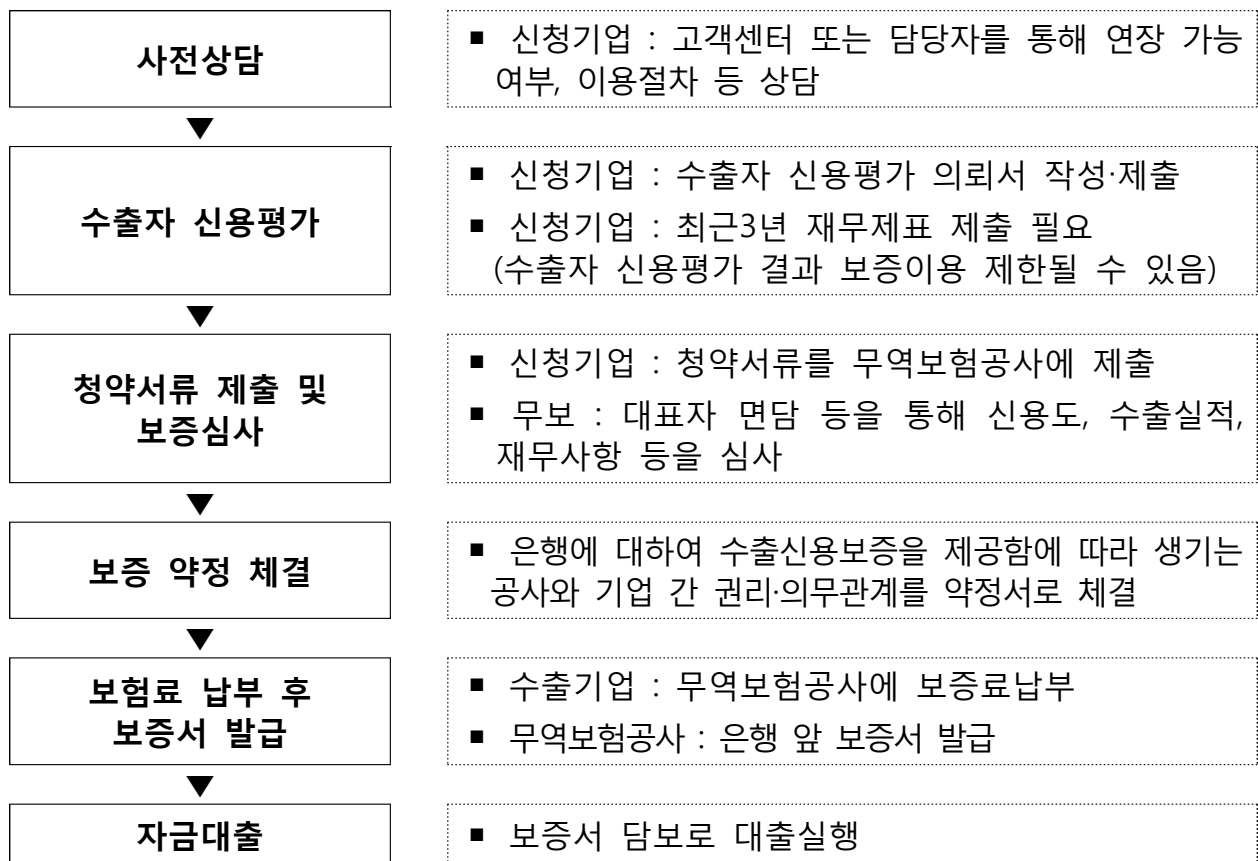 사전상담
■ 신청기업 : 고객센터 또는 담당자를 통해 연장 가능
여부, 이용절차 등 상담
▼
수출자 신용평가
■ 신청기업 : 수출자 신용평가 의뢰서 작성·제출
■ 신청기업 : 최근3년 재무제표 제출 필요
(수출자 신용평가 결과 보증이용 제한될 수 있음)
▼
청약서류 제출 및
보증심사
■ 신청기업 : 청약서류를 무역보험공사에 제출
■ 무보 : 대표자 면담 등을 통해 신용도, 수출실적,
재무사항 등을 심사
▼
보증 약정 체결
■ 은행에 대하여 수출신용보증을 제공함에 따라 생기는
공사와 기업 간 권리·의무관계를 약정서로 체결
▼
보험료 납부 후
보증서 발급
■ 수출기업 : 무역보험공사에 보증료납부
■ 무역보험공사 : 은행 앞 보증서 발급
▼
자금대출
■ 보증서 담보로 대출실행